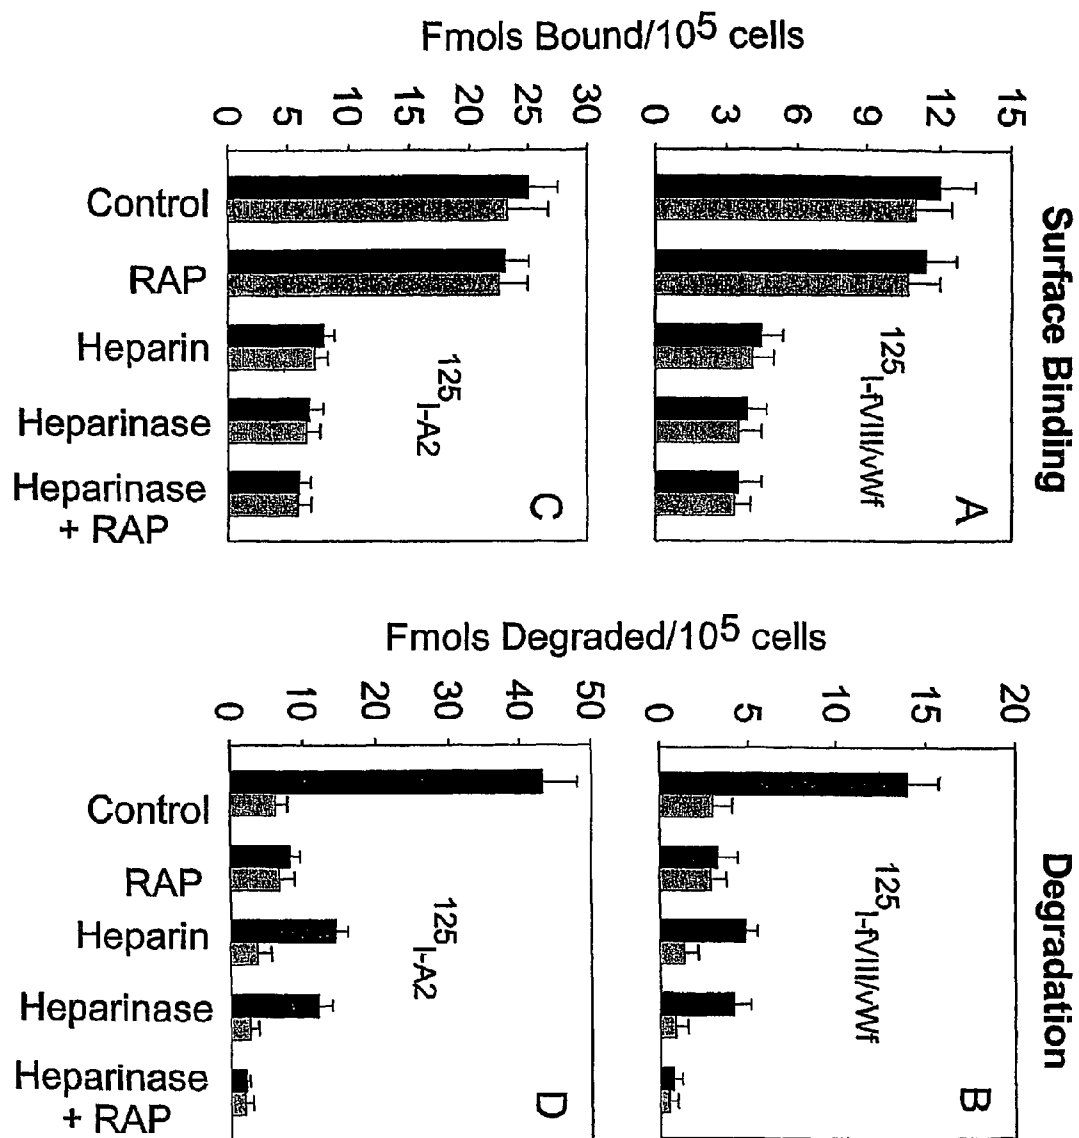 Surface Binding
Fmols Bound/10⁵ cells
15
12
9
6
3
0
A
¹²⁵I-fVIII/vWf
30
25
20
15
10
5
0
C
¹²⁵I-A2
Control
RAP
Heparin
Heparinase
Heparinase
+ RAP
Degradation
Fmols Degraded/10⁵ cells
20
15
10
5
0
B
¹²⁵I-fVIII/vWf
50
40
30
20
10
0
D
¹²⁵I-A2
Control
RAP
Heparin
Heparinase
Heparinase
+ RAP